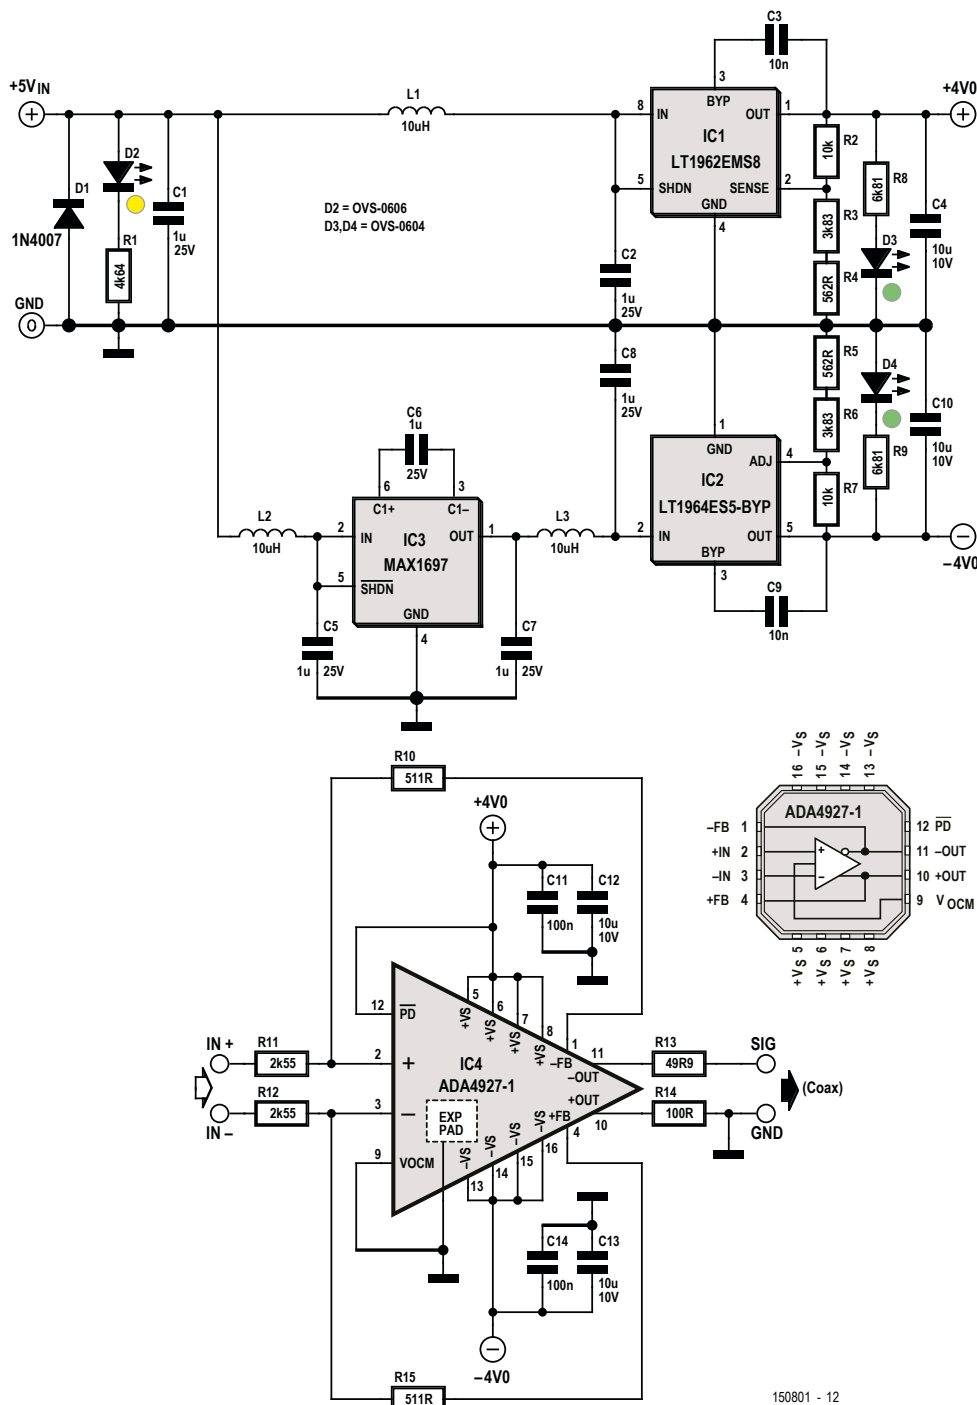 C3
10n
+5VIN
L1
10uH
3
BYP
8
IN
OUT
1
+4V0
IC1
LT1962EMS8
5
SHDN
SENSE
2
GND
4
R2
10k
R3
3k83
R4
562R
R8
6k81
D3
C4
10u
10V
D1
1N4007
D2
R1
4k64
C1
1u
25V
D2 = OVS-0606
D3,D4 = OVS-0604
C2
1u
25V
GND
0
C8
1u
25V
R5
562R
R6
3k83
R7
10k
D4
R9
6k81
C10
10u
10V
1
GND
ADJ
4
IC2
LT1964ES5-BYP
2
IN
OUT
5
BYP
3
–4V0
C9
10n
C6
1u
25V
6
3
C1+
C1–
L2
10uH
2
IN
OUT
1
IC3
MAX1697
5
SHDN
GND
4
L3
10uH
C5
1u
25V
C7
1u
25V
R10
511R
+4V0
C11
100n
C12
10u
10V
16 –VS
15 –VS
14 –VS
13 –VS
ADA4927-1
–FB 1
+IN 2
–IN 3
+FB 4
+
–
12 PD
11 –OUT
10 +OUT
9 VOCM
+VS 5
+VS 6
+VS 7
+VS 8
12
PD
5
+VS
6
+VS
7
+VS
8
+VS
1
–FB
11
–OUT
IN +
R11
2k55
2
+
IC4
ADA4927-1
R13
49R9
SIG
IN –
R12
2k55
3
–
EXP
PAD
+OUT
10
R14
100R
(Coax)
GND
9
VOCM
–VS
13
–VS
14
–VS
15
–VS
16
+FB
4
C14
100n
C13
10u
10V
–4V0
R15
511R
150801 - 12